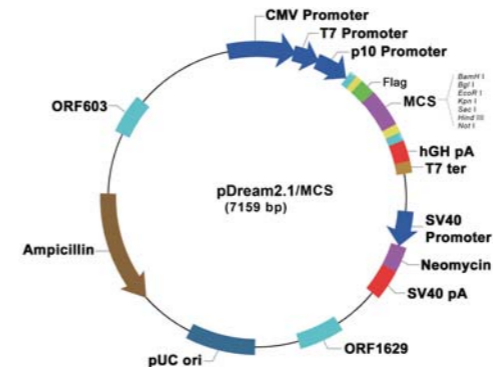 CMV Promoter
T7 Promoter
p10 Promoter
Flag
MCS
BamH I
Bgl I
EcoR I
Kpn I
Sac I
Hind III
Not I
hGH pA
T7 ter
SV40
Promoter
Neomycin
SV40 pA
ORF1629
pUC ori
Ampicillin
ORF603
pDream2.1/MCS
(7159 bp)